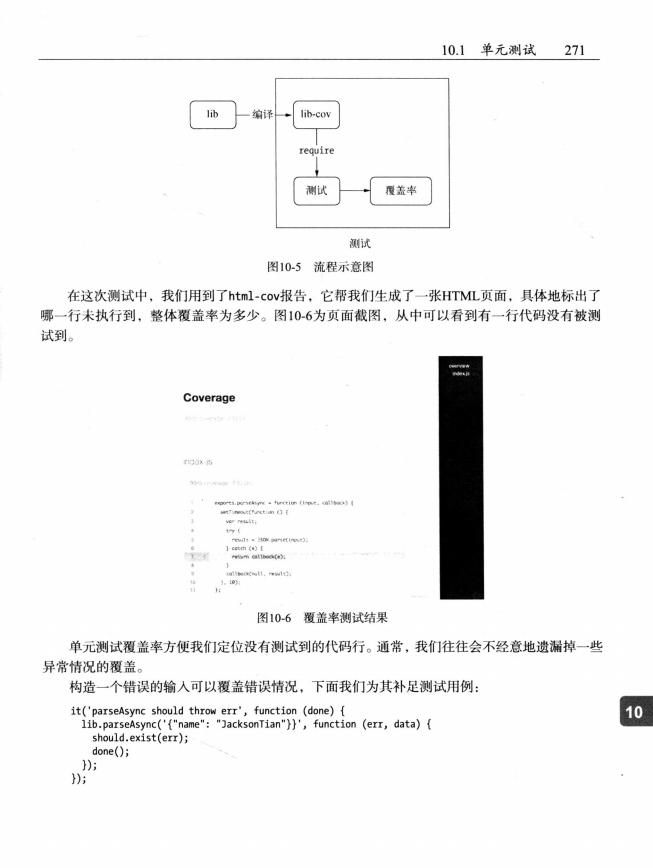 10.1 单元测试 271
lib
编译
lib-cov
require
测试
覆盖率
测试
图10-5 流程示意图
在这次测试中，我们用到了html-cov报告，它帮我们生成了一张HTML页面，具体地标出了
哪一行未执行到，整体覆盖率为多少。图10-6为页面截图，从中可以看到有一行代码没有被测
试到。
overview
index.js
Coverage
index.js
1 exports.parseAsync = function (input, callback) {
2 setTimeout(function () {
3 var result;
4 try {
5 result = JSON.parse(input);
6 } catch (e) {
7 return callback(e);
8 }
9 callback(null, result);
10 }, 10);
11 };
图10-6 覆盖率测试结果
单元测试覆盖率方便我们定位没有测试到的代码行。通常，我们往往会不经意地遗漏掉一些
异常情况的覆盖。
构造一个错误的输入可以覆盖错误情况，下面我们为其补足测试用例：
it('parseAsync should throw err', function (done) {
lib.parseAsync('{"name": "JacksonTian"}}', function (err, data) {
should.exist(err);
done();
});
});
10